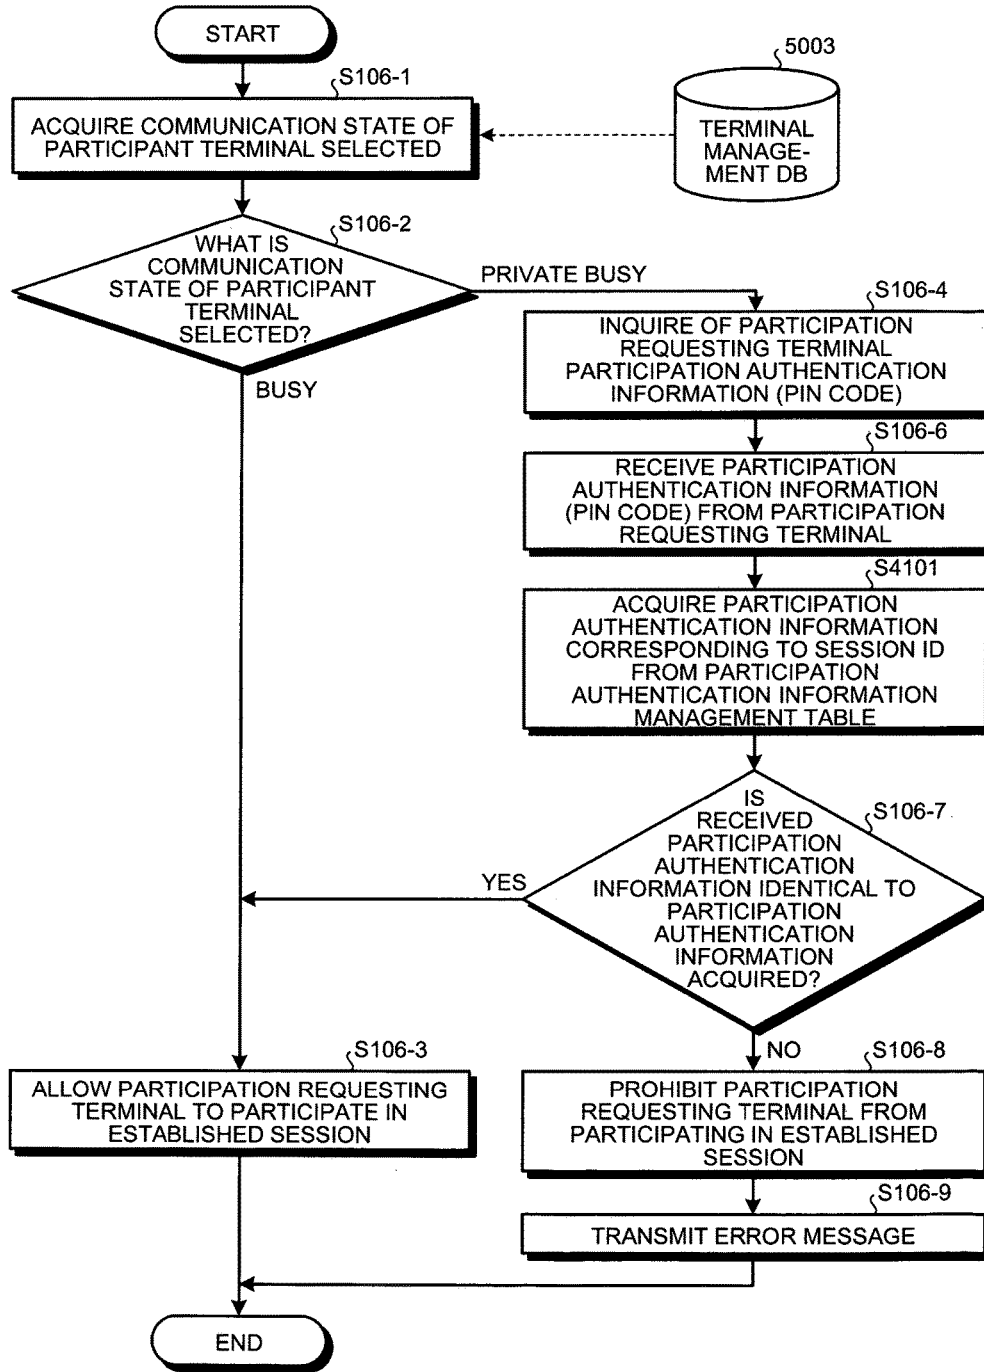 START
S106-1
5003
ACQUIRE COMMUNICATION STATE OF
PARTICIPANT TERMINAL SELECTED
TERMINAL
MANAGE-
MENT DB
S106-2
WHAT IS
COMMUNICATION
STATE OF PARTICIPANT
TERMINAL
SELECTED?
PRIVATE BUSY
BUSY
S106-4
INQUIRE OF PARTICIPATION
REQUESTING TERMINAL
PARTICIPATION AUTHENTICATION
INFORMATION (PIN CODE)
S106-6
RECEIVE PARTICIPATION
AUTHENTICATION INFORMATION
(PIN CODE) FROM PARTICIPATION
REQUESTING TERMINAL
S4101
ACQUIRE PARTICIPATION
AUTHENTICATION INFORMATION
CORRESPONDING TO SESSION ID
FROM PARTICIPATION
AUTHENTICATION INFORMATION
MANAGEMENT TABLE
S106-7
IS
RECEIVED
PARTICIPATION
AUTHENTICATION
INFORMATION IDENTICAL TO
PARTICIPATION
AUTHENTICATION
INFORMATION
ACQUIRED?
YES
NO
S106-3
ALLOW PARTICIPATION REQUESTING
TERMINAL TO PARTICIPATE IN
ESTABLISHED SESSION
S106-8
PROHIBIT PARTICIPATION
REQUESTING TERMINAL FROM
PARTICIPATING IN ESTABLISHED
SESSION
S106-9
TRANSMIT ERROR MESSAGE
END